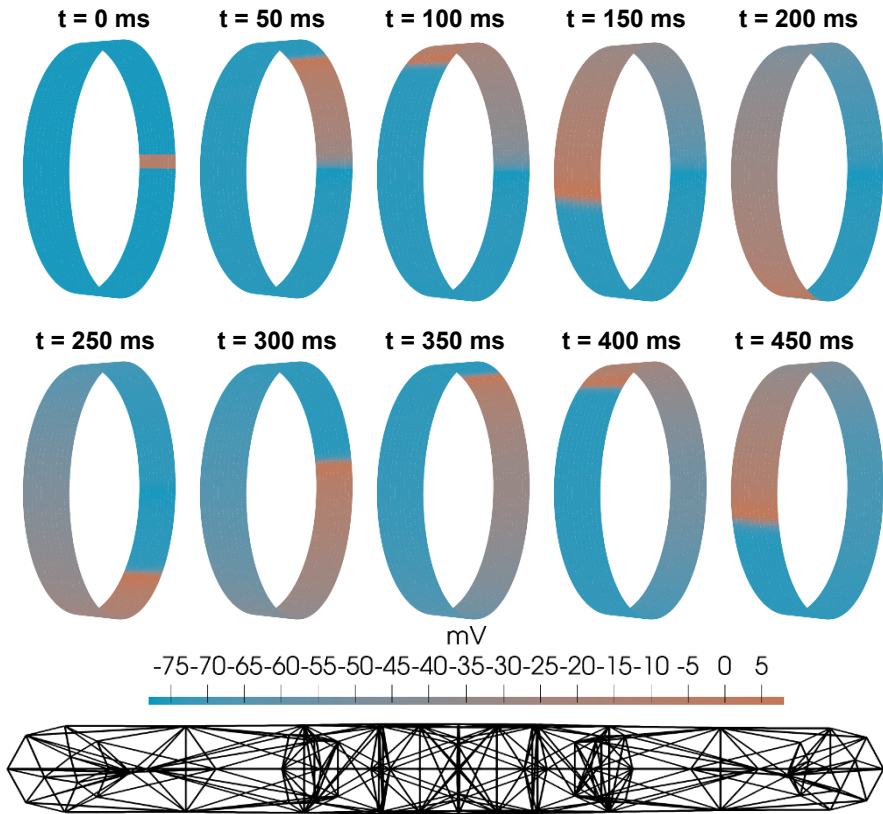 t = 0 ms t = 50 ms t = 100 ms t = 150 ms t = 200 ms
t = 250 ms t = 300 ms t = 350 ms t = 400 ms t = 450 ms
mV
-75-70-65-60-55-50-45-40-35-30-25-20-15-10 -5 0 5